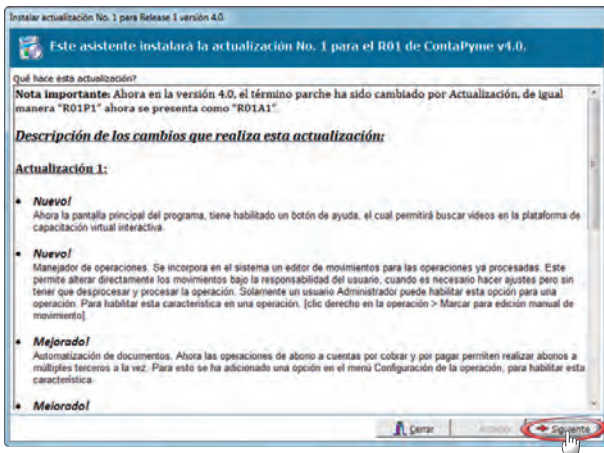 Instalar actualización No. 1 para Release 1 versión 4.0
Este asistente instalará la actualización No. 1 para el R01 de ContaPyme v4.0.
Qué hace esta actualización?
Nota importante: Ahora en la versión 4.0, el término parche ha sido cambiado por Actualización, de igual
manera "R01P1" ahora se presenta como "R01A1".
Descripción de los cambios que realiza esta actualización:
Actualización 1:
• Nuevo!
Ahora la pantalla principal del programa, tiene habilitado un botón de ayuda, el cual permitirá buscar videos en la plataforma de
capacitación virtual interactiva.
• Nuevo!
Manejador de operaciones. Se incorpora en el sistema un editor de movimientos para las operaciones ya procesadas. Este
permite alterar directamente los movimientos bajo la responsabilidad del usuario, cuando es necesario hacer ajustes pero sin
tener que desprocesar y procesar la operación. Solamente un usuario Administrador puede habilitar esta opción para una
operación. Para habilitar esta característica en una operación. [clic derecho en la operación > Marcar para edición manual de
movimiento].
• Mejorado!
Automatización de documentos. Ahora las operaciones de abono a cuentas por cobrar y por pagar permiten realizar abonos a
múltiples terceros a la vez. Para esto se ha adicionado una opción en el menú Configuración de la operación, para habilitar esta
característica.
• Mejorado!
Cerrar
Siguiente